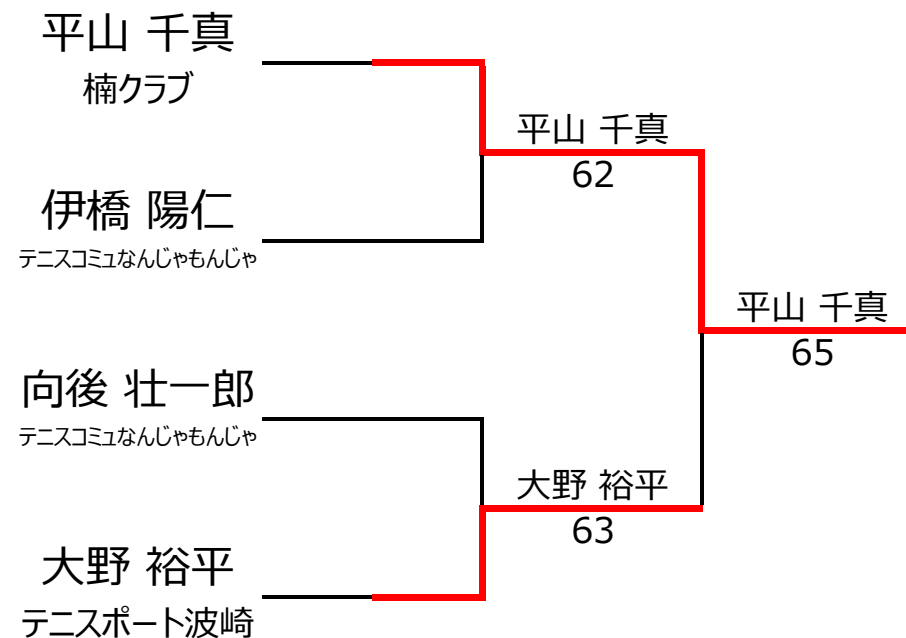 平山 千真
楠クラブ
平山 千真
62
伊橋 陽仁
テニスコミュなんじゃもんじゃ
平山 千真
65
向後 壮一郎
テニスコミュなんじゃもんじゃ
大野 裕平
63
大野 裕平
テニスポート波崎